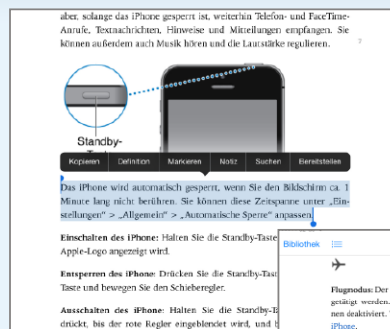 aber, solange das iPhone gesperrt ist, weiterhin Telefon- und FaceTime-
Anrufe, Textnachrichten, Hinweise und Mitteilungen empfangen. Sie
können außerdem auch Musik hören und die Lautstärke regulieren.
7
Standby-
Kopieren Definition Markieren Notiz Suchen Bereitstellen
Das iPhone wird automatisch gesperrt, wenn Sie den Bildschirm ca. 1
Minute lang nicht berühren. Sie können diese Zeitspanne unter „Ein-
stellungen“ > „Allgemein“ > „Automatische Sperre“ anpassen.
Einschalten des iPhone: Halten Sie die Standby-Taste
Apple-Logo angezeigt wird.
Entsperren des iPhone: Drücken Sie die Standby-Tas
Taste und bewegen Sie den Schieberegler.
Ausschalten des iPhone: Halten Sie die Standby-Ta
drückt, bis der rote Regler eingeblendet wird, und b
Bibliothek
Flugmodus: Der
getätigt werden.
nen deaktiviert.
iPhone.